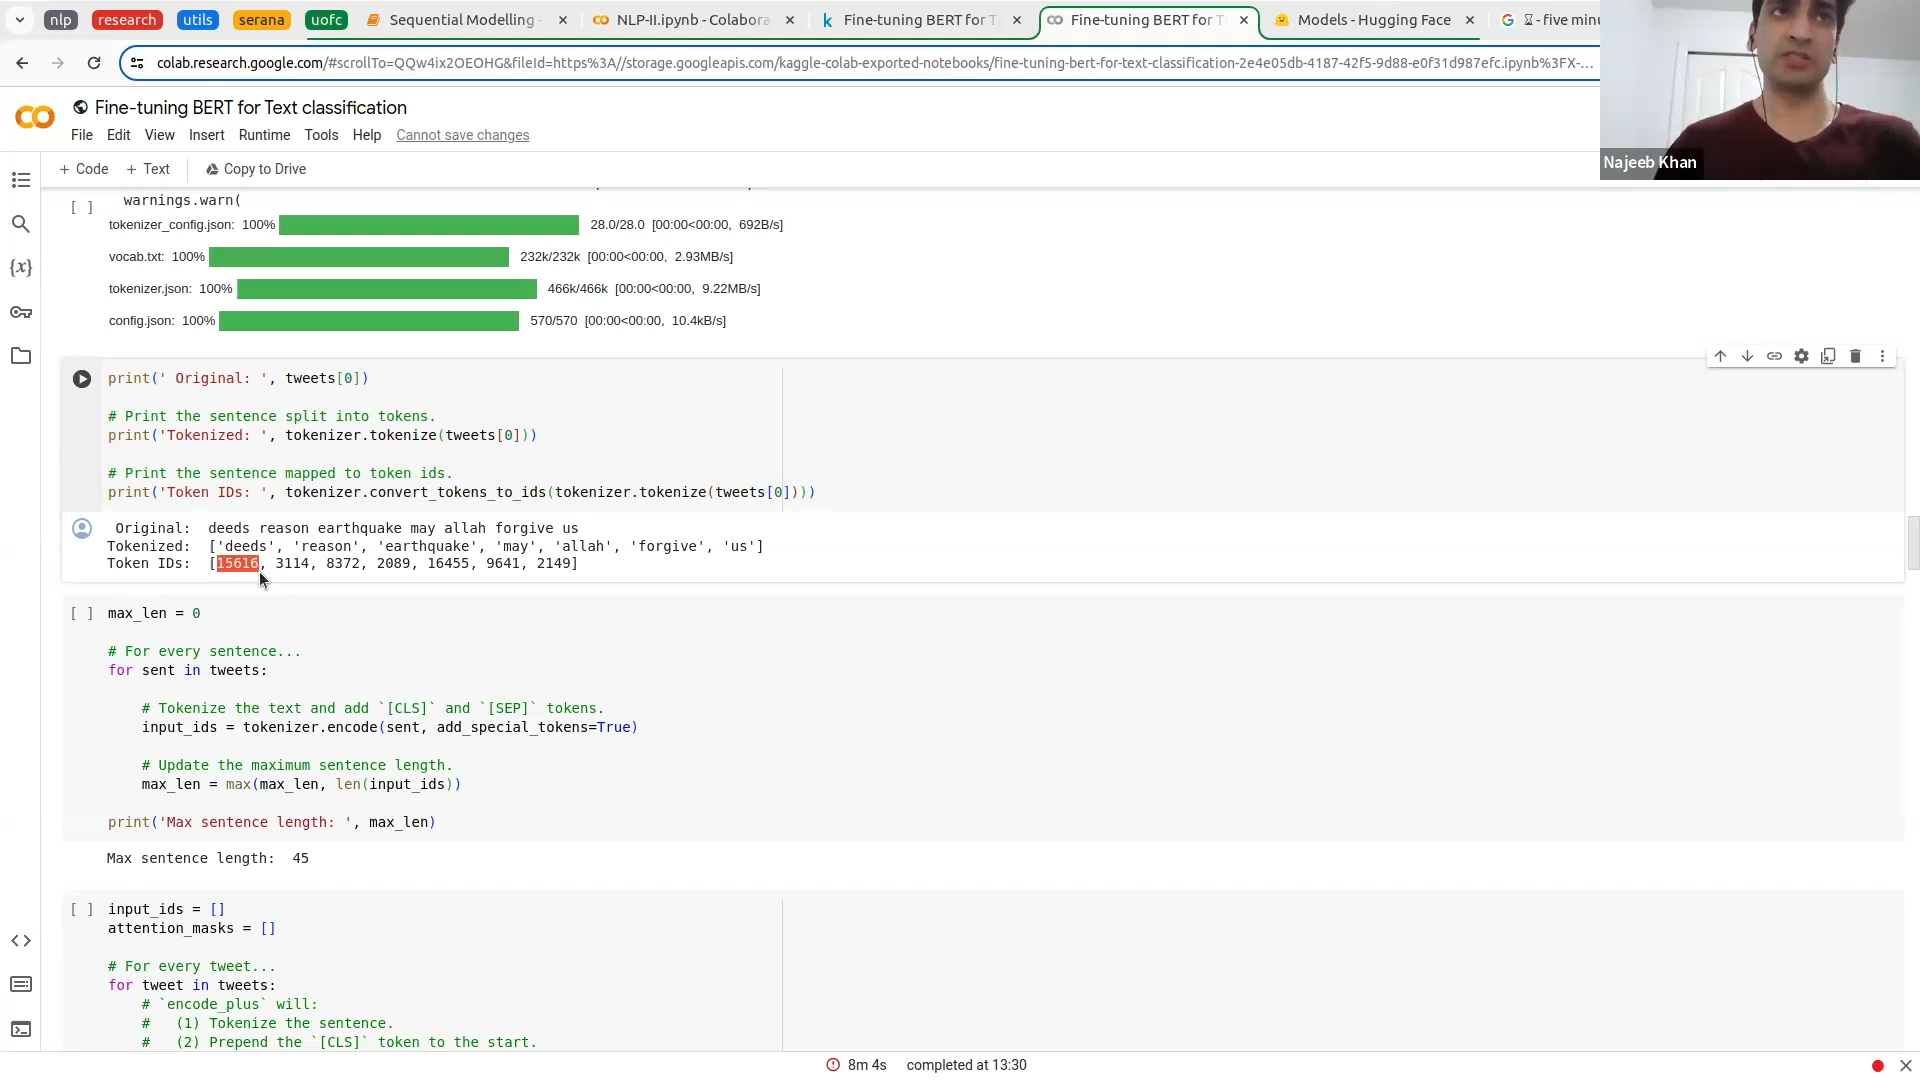 nlp research utils serana uofc Sequential Modelling - NLP-II.ipynb - Colabora Fine-tuning BERT for T Fine-tuning BERT for T Models - Hugging Face - five minu
colab.research.google.com/#scrollTo=QQw4ix2OEOHG&fileId=https%3A//storage.googleapis.com/kaggle-colab-exported-notebooks/fine-tuning-bert-for-text-classification-2e4e05db-4187-42f5-9d88-e0f31d987efc.ipynb%3FX-...
Fine-tuning BERT for Text classification
File Edit View Insert Runtime Tools Help Cannot save changes
Najeeb Khan
+ Code + Text Copy to Drive
[ ] warnings.warn(
tokenizer_config.json: 100% 28.0/28.0 [00:00<00:00, 692B/s]
vocab.txt: 100% 232k/232k [00:00<00:00, 2.93MB/s]
tokenizer.json: 100% 466k/466k [00:00<00:00, 9.22MB/s]
config.json: 100% 570/570 [00:00<00:00, 10.4kB/s]
print(' Original: ', tweets[0])
# Print the sentence split into tokens.
print('Tokenized: ', tokenizer.tokenize(tweets[0]))
# Print the sentence mapped to token ids.
print('Token IDs: ', tokenizer.convert_tokens_to_ids(tokenizer.tokenize(tweets[0])))
Original: deeds reason earthquake may allah forgive us
Tokenized: ['deeds', 'reason', 'earthquake', 'may', 'allah', 'forgive', 'us']
Token IDs: [15616, 3114, 8372, 2089, 16455, 9641, 2149]
[ ] max_len = 0
# For every sentence...
for sent in tweets:
# Tokenize the text and add `[CLS]` and `[SEP]` tokens.
input_ids = tokenizer.encode(sent, add_special_tokens=True)
# Update the maximum sentence length.
max_len = max(max_len, len(input_ids))
print('Max sentence length: ', max_len)
Max sentence length: 45
[ ] input_ids = []
attention_masks = []
# For every tweet...
for tweet in tweets:
# `encode_plus` will:
# (1) Tokenize the sentence.
# (2) Prepend the `[CLS]` token to the start.
8m 4s completed at 13:30